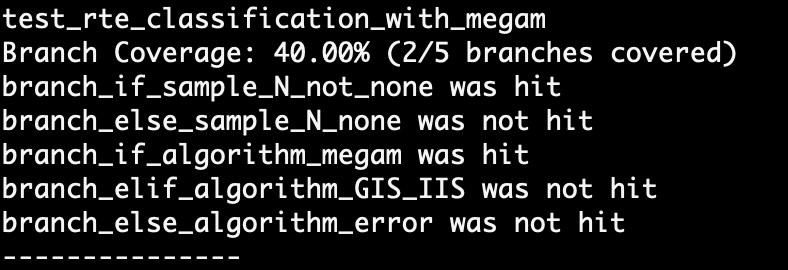 test_rte_classification_with_megam
Branch Coverage: 40.00% (2/5 branches covered)
branch_if_sample_N_not_none was hit
branch_else_sample_N_none was not hit
branch_if_algorithm_megam was hit
branch_elif_algorithm_GIS_IIS was not hit
branch_else_algorithm_error was not hit
---------------